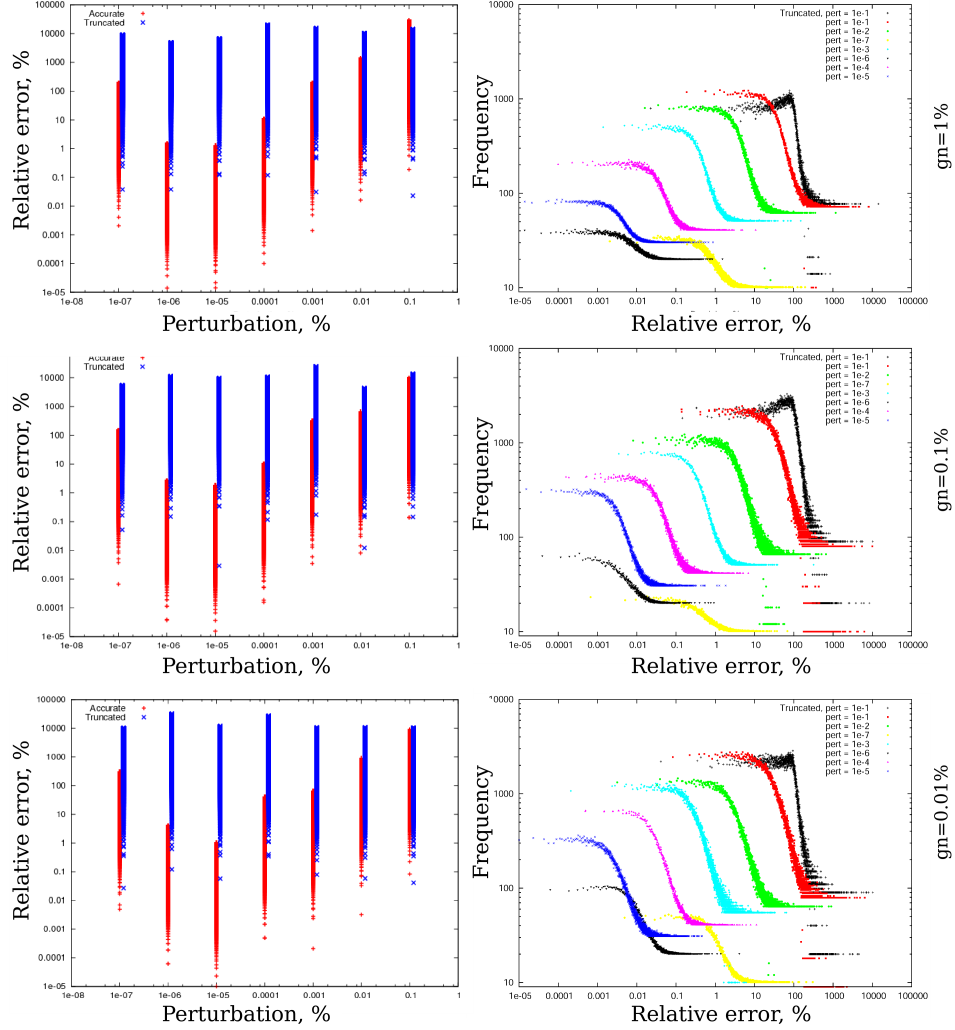 100000
10000
1000
100
10
1
0.1
0.01
0.001
0.0001
1e-05
Relative error, %
Accurate
Truncated
1e-08 1e-07 1e-06 1e-05 0.0001 0.001 0.01 0.1 1
Perturbation, %
10000
1000
100
10
Frequency
Truncated, pert = 1e-1
pert = 1e-1
pert = 1e-2
pert = 1e-7
pert = 1e-3
pert = 1e-6
pert = 1e-4
pert = 1e-5
1e-05 0.0001 0.001 0.01 0.1 1 10 100 1000 10000 100000
Relative error, %
gn=1%
10000
1000
100
10
1
0.1
0.01
0.001
0.0001
1e-05
Relative error, %
Accurate
Truncated
1e-08 1e-07 1e-06 1e-05 0.0001 0.001 0.01 0.1 1
Perturbation, %
10000
1000
100
10
Frequency
Truncated, pert = 1e-1
pert = 1e-1
pert = 1e-2
pert = 1e-7
pert = 1e-3
pert = 1e-6
pert = 1e-4
pert = 1e-5
1e-05 0.0001 0.001 0.01 0.1 1 10 100 1000 10000 100000
Relative error, %
gn=0.1%
100000
10000
1000
100
10
1
0.1
0.01
0.001
0.0001
1e-05
Relative error, %
Accurate
Truncated
1e-08 1e-07 1e-06 1e-05 0.0001 0.001 0.01 0.1 1
Perturbation, %
10000
1000
100
10
Frequency
Truncated, pert = 1e-1
pert = 1e-1
pert = 1e-2
pert = 1e-7
pert = 1e-3
pert = 1e-6
pert = 1e-4
pert = 1e-5
1e-05 0.0001 0.001 0.01 0.1 1 10 100 1000 10000 100000
Relative error, %
gn=0.01%